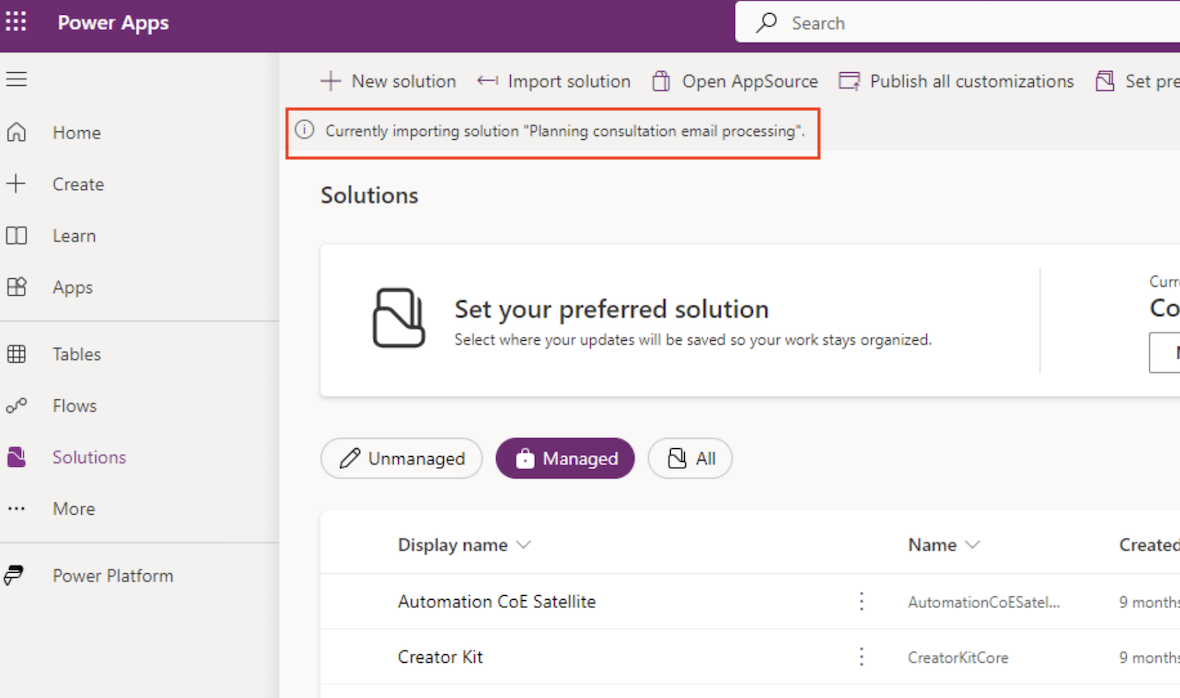 Power Apps
Search
New solution
Import solution
Open AppSource
Publish all customizations
Set pre
Currently importing solution "Planning consultation email processing".
Home
Create
Learn
Apps
Tables
Flows
Solutions
More
Power Platform
Solutions
Set your preferred solution
Select where your updates will be saved so your work stays organized.
Curr
Co
Unmanaged
Managed
All
Display name
Name
Created
Automation CoE Satellite
AutomationCoESatel...
9 months
Creator Kit
CreatorKitCore
9 months